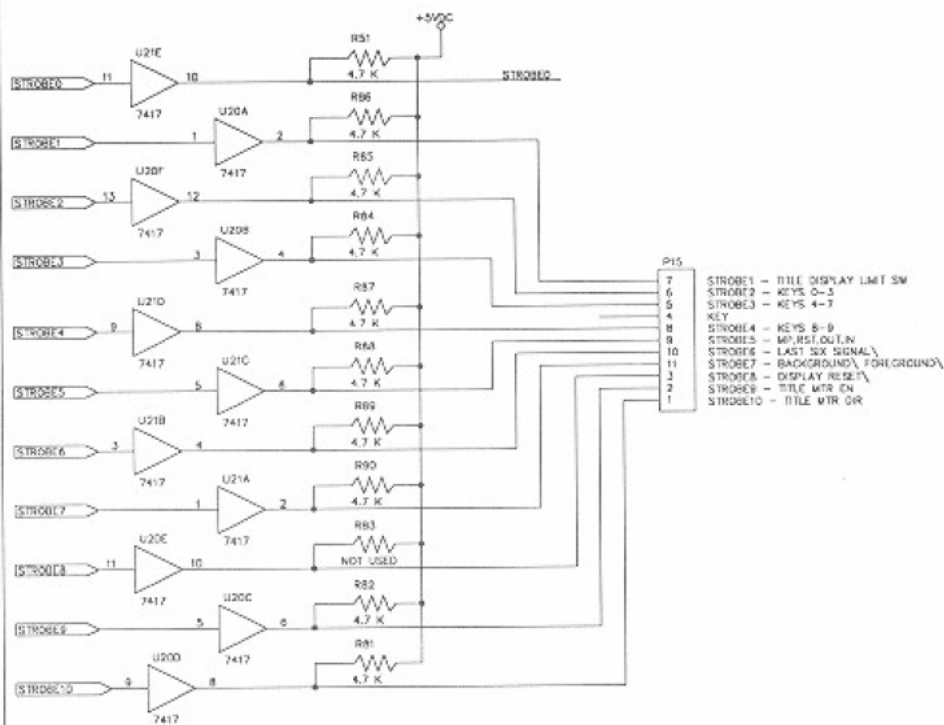 +5VDC
R51
4.7 K
U21E
STROBE0 11 10 STROBE0
7417
R86
4.7 K
U20A
STROBE1 1 2
7417
R85
4.7 K
U20F
STROBE2 13 12
7417
R84
4.7 K
U20B
STROBE3 3 4
7417
R87
4.7 K
U21D
STROBE4 9 8
7417
R88
4.7 K
U21C
STROBE5 5 6
7417
R89
4.7 K
U21B
STROBE6 3 4
7417
R90
4.7 K
U21A
STROBE7 1 2
7417
R83
NOT USED
U20E
STROBE8 11 10
7417
R82
4.7 K
U20C
STROBE9 5 6
7417
R81
4.7 K
U20D
STROBE10 9 8
7417
P15
7 STROBE1 - TITLE DISPLAY LIMIT SW
6 STROBE2 - KEYS 0-3
5 STROBE3 - KEYS 4-7
4 KEY
8 STROBE4 - KEYS 8-9
9 STROBE5 - MP,RST,OUT,IN
10 STROBE6 - LAST SIX SIGNAL\
11 STROBE7 - BACKGROUND\ FOREGROUND\
3 STROBE8 - DISPLAY RESET\
2 STROBE9 - TITLE MTR EN
1 STROBE10 - TITLE MTR DIR